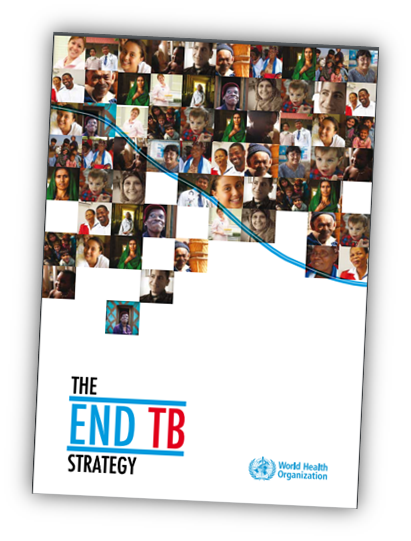 THE
END TB
STRATEGY
World Health
Organization